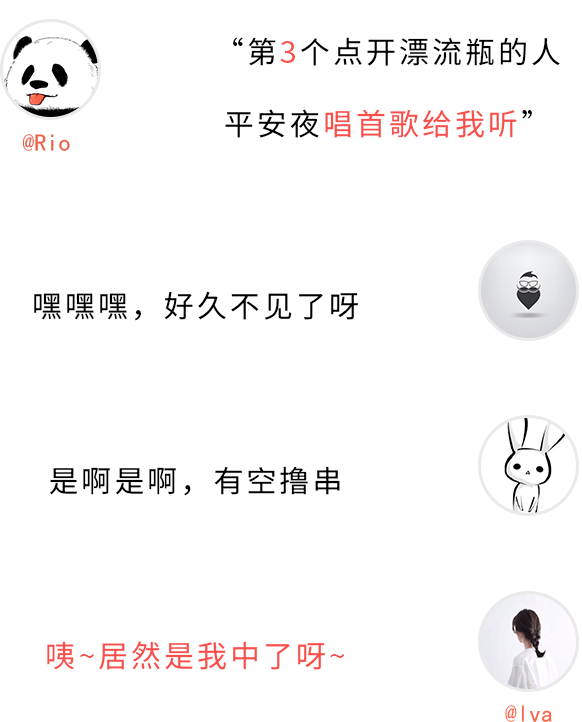 “第3个点开漂流瓶的人
平安夜唱首歌给我听”
@Rio
嘿嘿嘿，好久不见了呀
是啊是啊，有空撸串
咦~居然是我中了呀~
@Iva